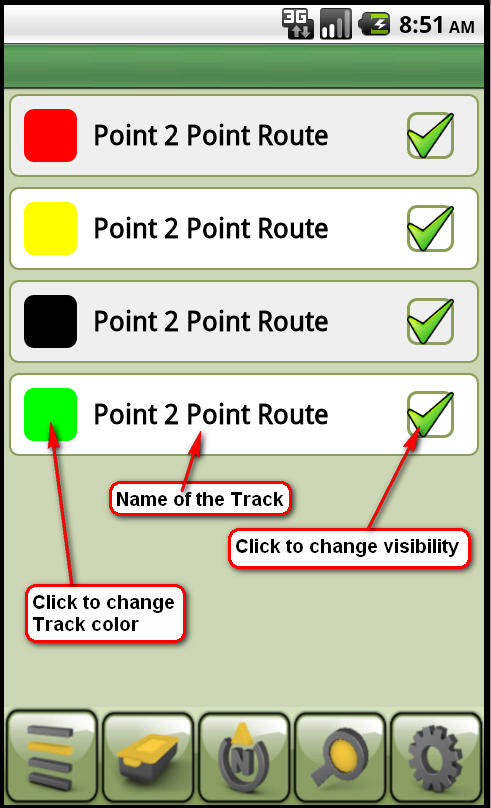 3G 8:51 AM
Point 2 Point Route
Point 2 Point Route
Point 2 Point Route
Point 2 Point Route
Name of the Track
Click to change visibility
Click to change
Track color
N